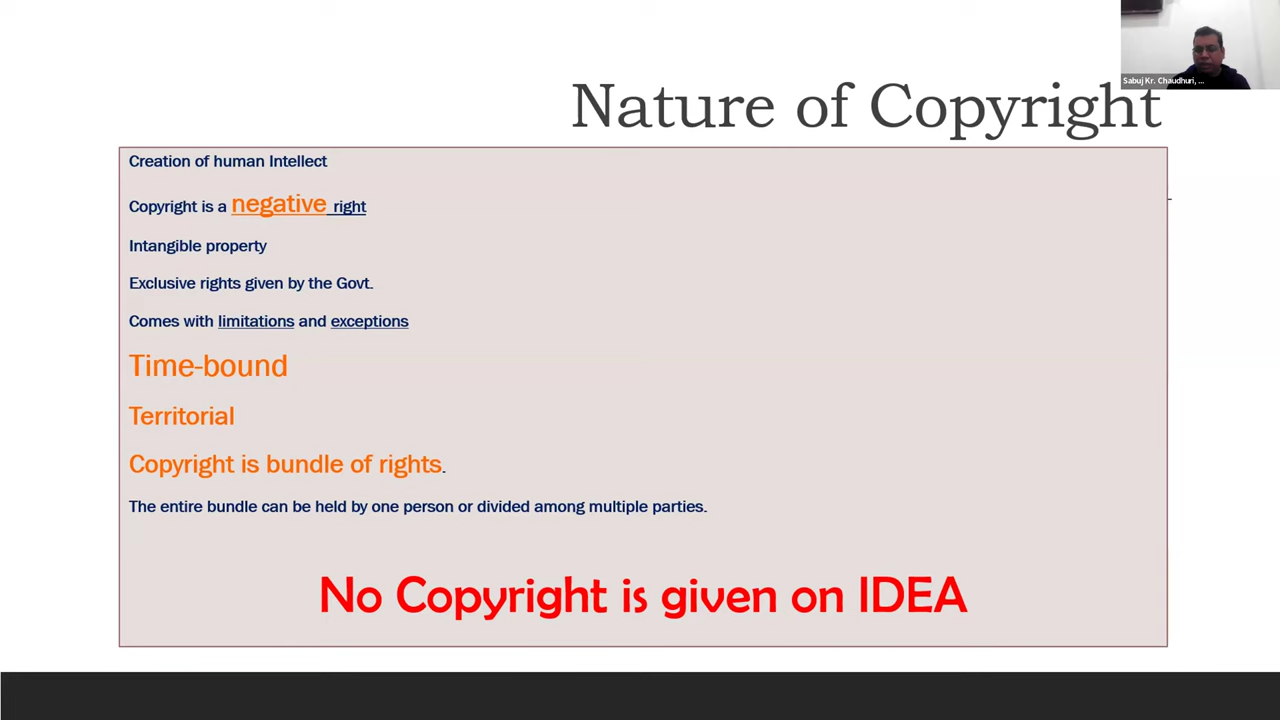 Sabuj Kr. Chaudhuri, ...
Nature of Copyright
Creation of human Intellect
Copyright is a negative right
Intangible property
Exclusive rights given by the Govt.
Comes with limitations and exceptions
Time-bound
Territorial
Copyright is bundle of rights.
The entire bundle can be held by one person or divided among multiple parties.
No Copyright is given on IDEA